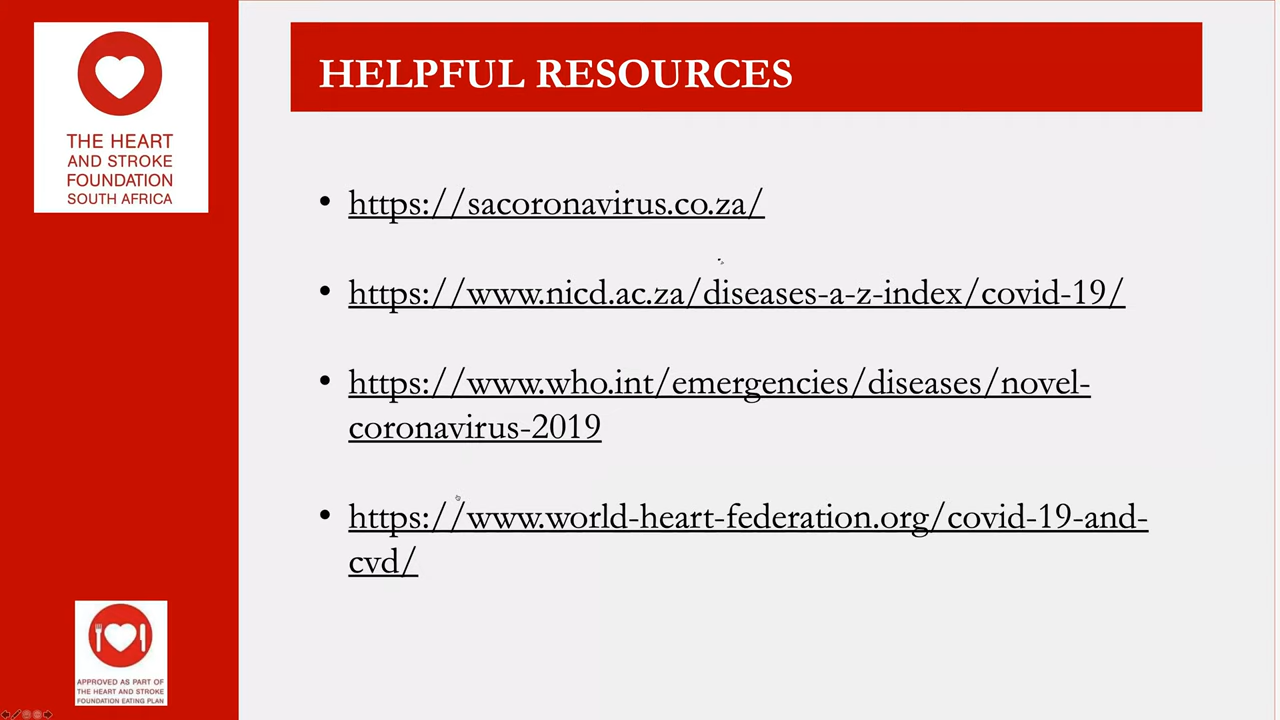 THE HEART
AND STROKE
FOUNDATION
SOUTH AFRICA
HELPFUL RESOURCES
• https://sacoronavirus.co.za/
• https://www.nicd.ac.za/diseases-a-z-index/covid-19/
• https://www.who.int/emergencies/diseases/novel-
coronavirus-2019
• https://www.world-heart-federation.org/covid-19-and-
cvd/
APPROVED AS PART OF
THE HEART AND STROKE
FOUNDATION EATING PLAN